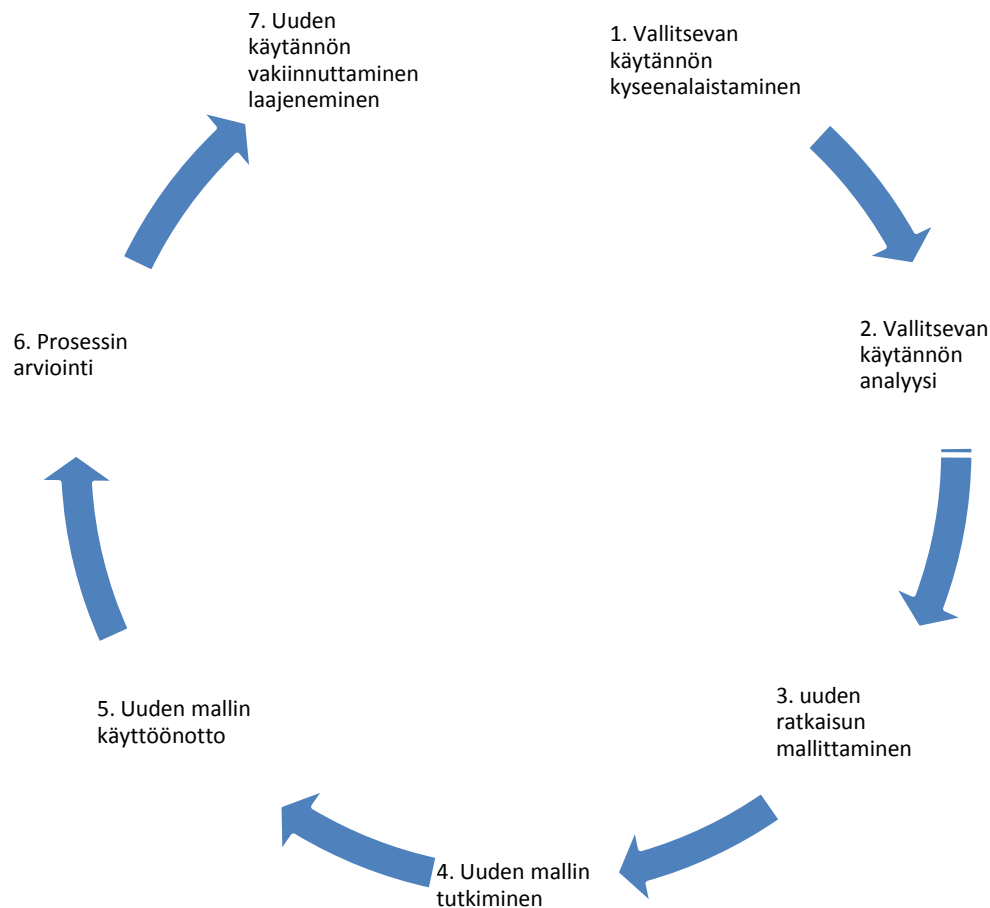 1. Vallitsevan
käytännön
kyseenalaistaminen
2. Vallitsevan
käytännön
analyysi
3. uuden
ratkaisun
mallittaminen
4. Uuden mallin
tutkiminen
5. Uuden mallin
käyttöönotto
6. Prosessin
arviointi
7. Uuden
käytännön
vakiinnuttaminen
laajeneminen